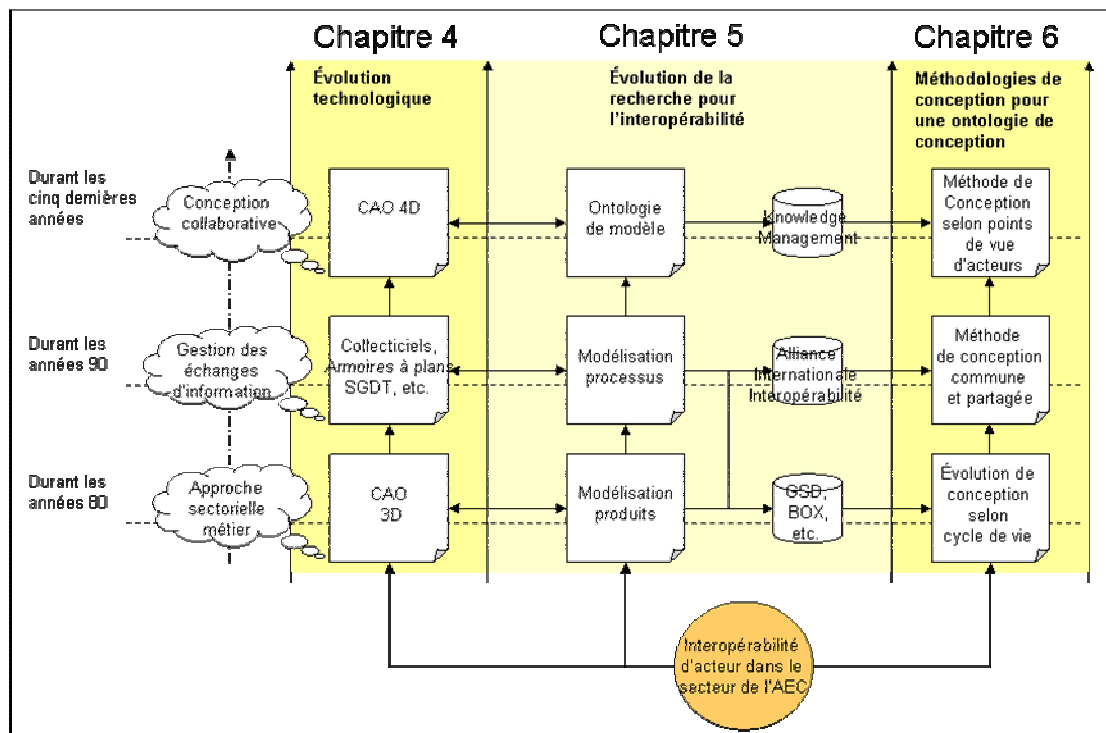 Chapitre 4
Chapitre 5
Chapitre 6
Évolution
technologique
Évolution de la
recherche pour
l'interopérabilité
Méthodologies de
conception pour
une ontologie de
conception
Durant les
cinq dernières
années
Conception
collaborative
CAO 4D
Ontologie
de modèle
Knowledge
Management
Méthode de
Conception
selon points
de vue
d'acteurs
Durant les
années 90
Gestion des
échanges
d'information
Collecticiels,
Armoires à plans
SGDT, etc.
Modélisation
processus
Alliance
Internationale
Interopérabilité
Méthode
de conception
commune
et partagée
Durant les
années 80
Approche
sectorielle
métier
CAO
3D
Modélisation
produits
GSD,
BOX,
etc.
Évolution de
conception
selon
cycle de vie
Interopérabilité
d'acteur dans le
secteur de l'AEC